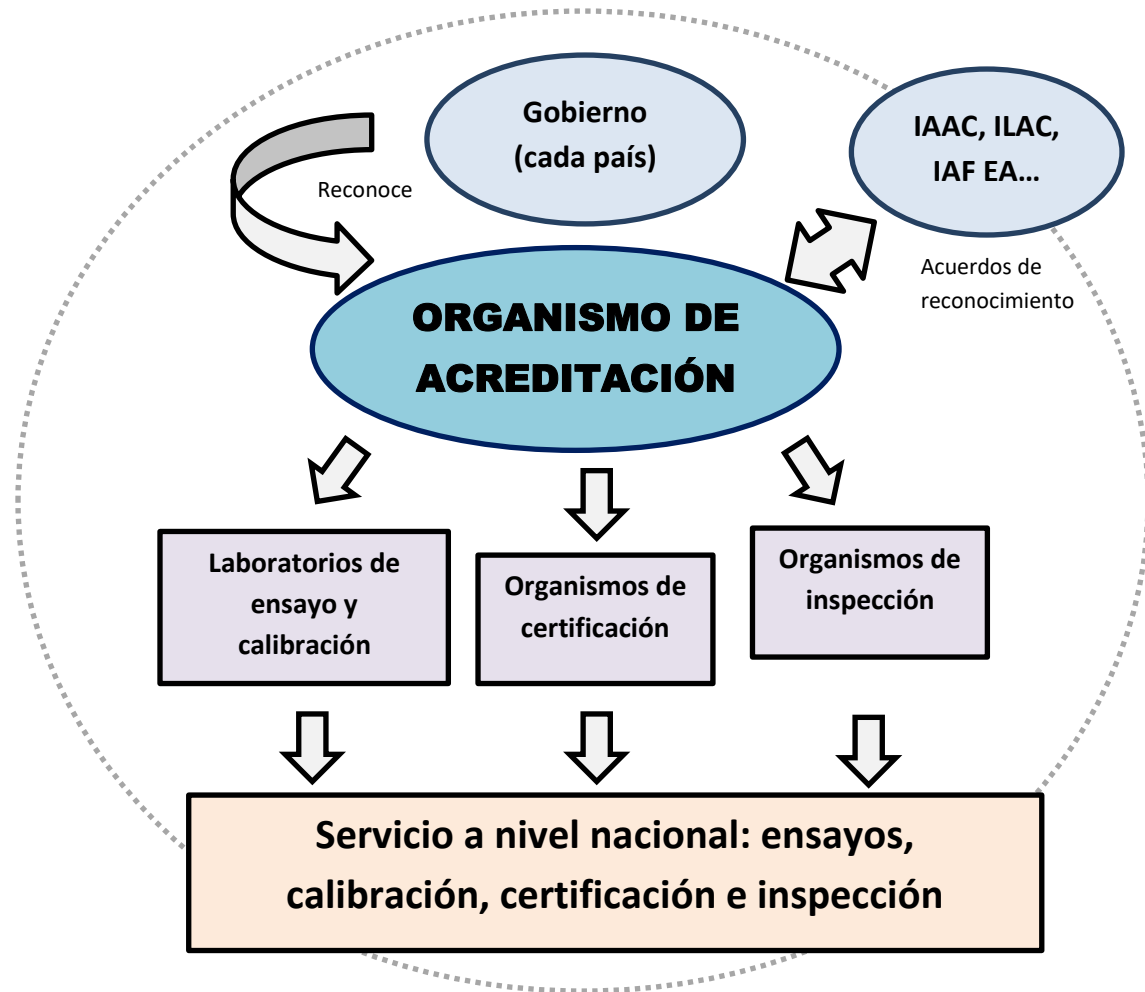 Gobierno
(cada país)
IAAC, ILAC,
IAF EA...
Reconoce
Acuerdos de
reconocimiento
ORGANISMO DE
ACREDITACIÓN
Laboratorios de
ensayo y
calibración
Organismos de
certificación
Organismos de
inspección
Servicio a nivel nacional: ensayos,
calibración, certificación e inspección